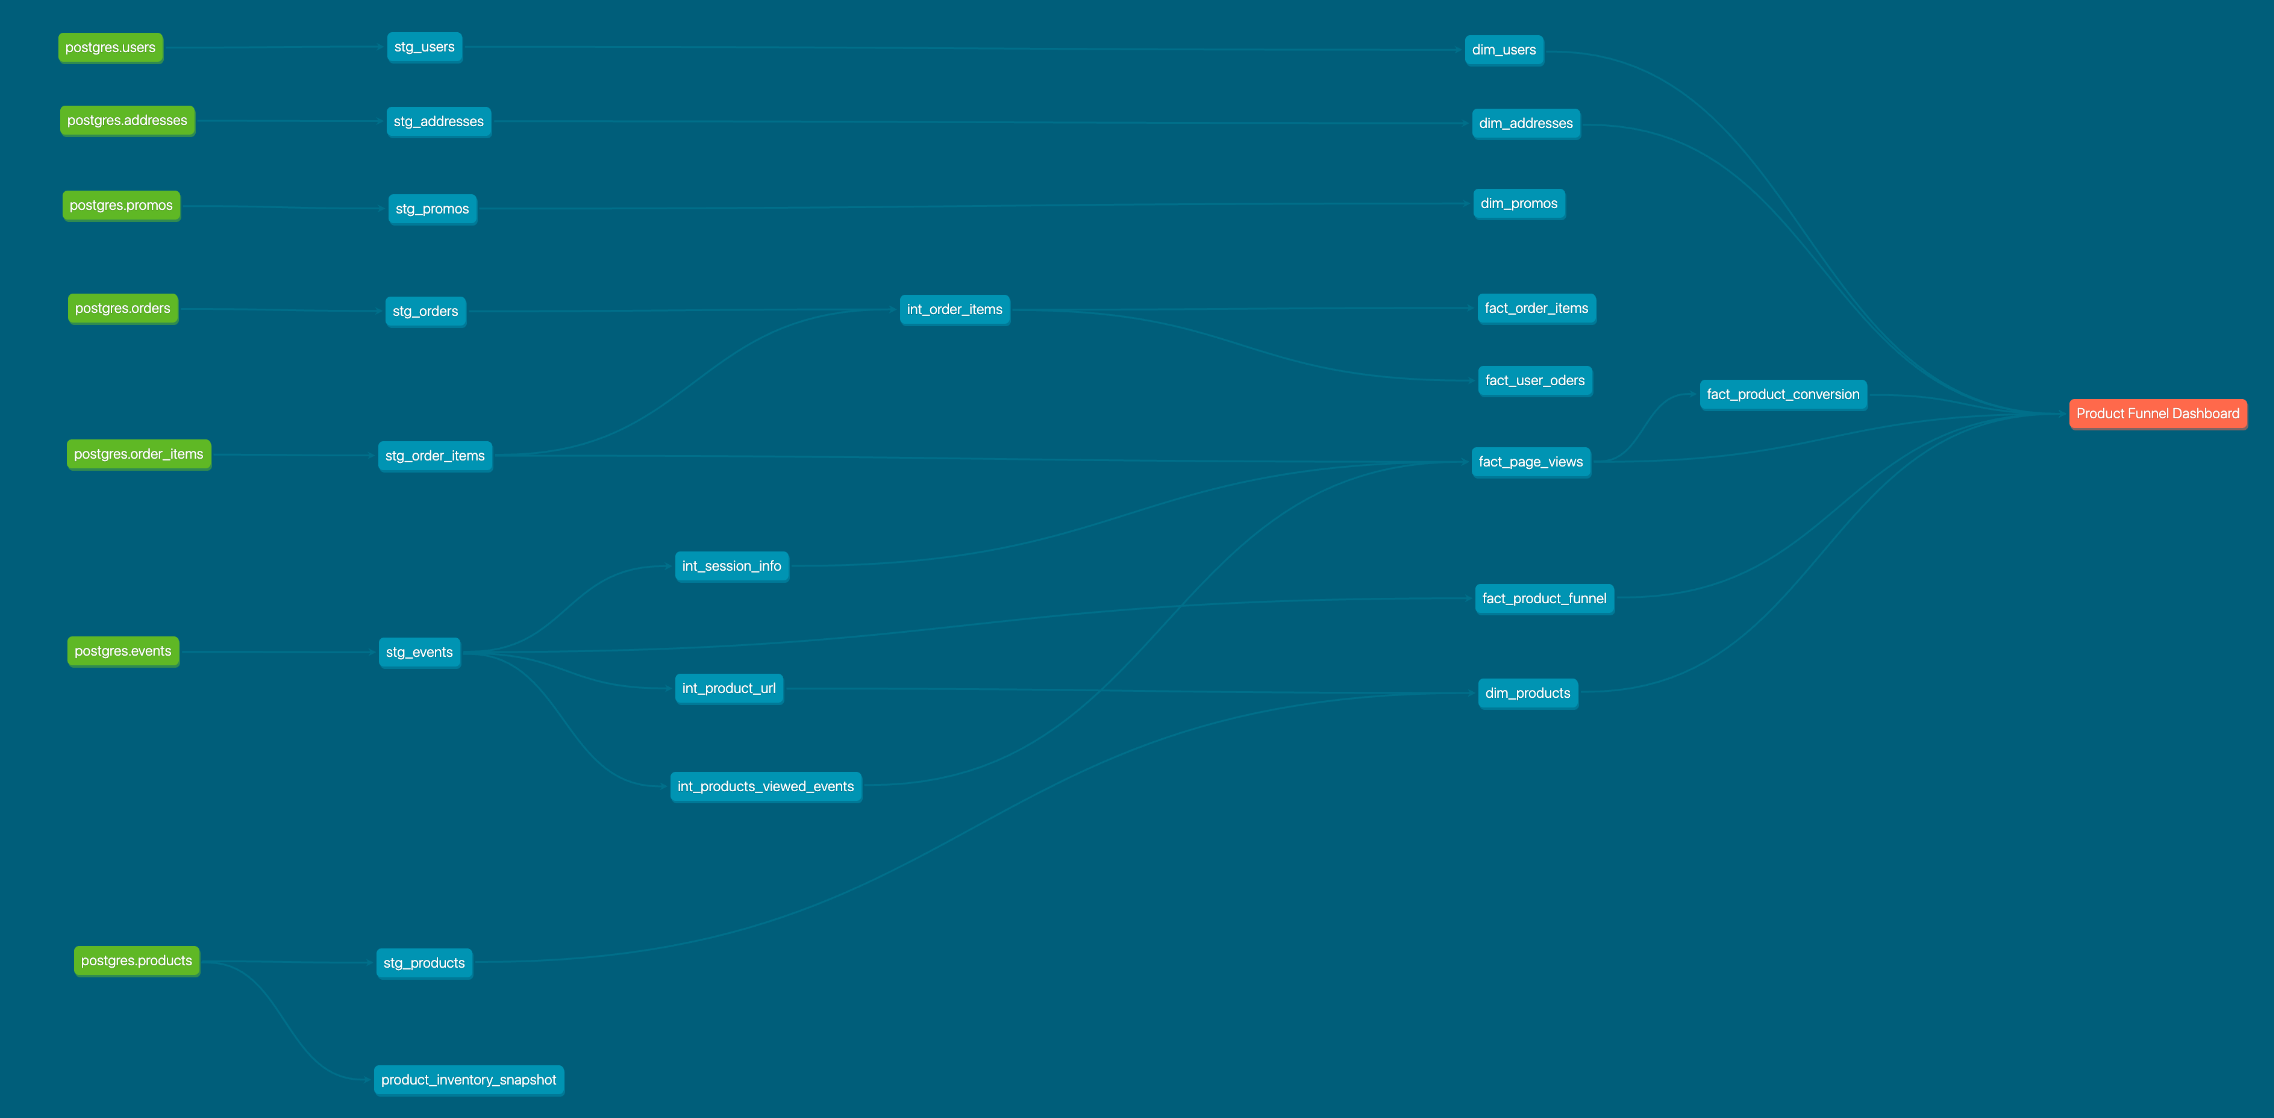 postgres.users
stg_users
dim_users
postgres.addresses
stg_addresses
dim_addresses
postgres.promos
stg_promos
dim_promos
postgres.orders
stg_orders
int_order_items
fact_order_items
fact_user_oders
fact_product_conversion
Product Funnel Dashboard
postgres.order_items
stg_order_items
fact_page_views
int_session_info
fact_product_funnel
postgres.events
stg_events
int_product_url
dim_products
int_products_viewed_events
postgres.products
stg_products
product_inventory_snapshot